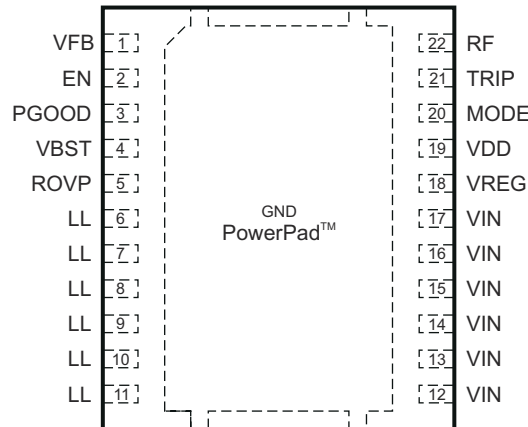 VFB 1 22 RF
EN 2 21 TRIP
PGOOD 3 20 MODE
VBST 4 19 VDD
ROVP 5 18 VREG
LL 6 17 VIN
LL 7 16 VIN
LL 8 15 VIN
LL 9 14 VIN
LL 10 13 VIN
LL 11 12 VIN
GND
PowerPad™